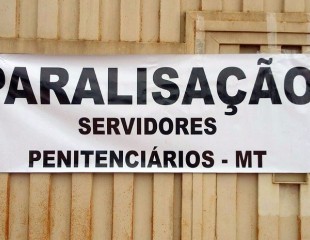 PARALISAÇÃO
SERVIDORES
PENITENCIÁRIOS - MT